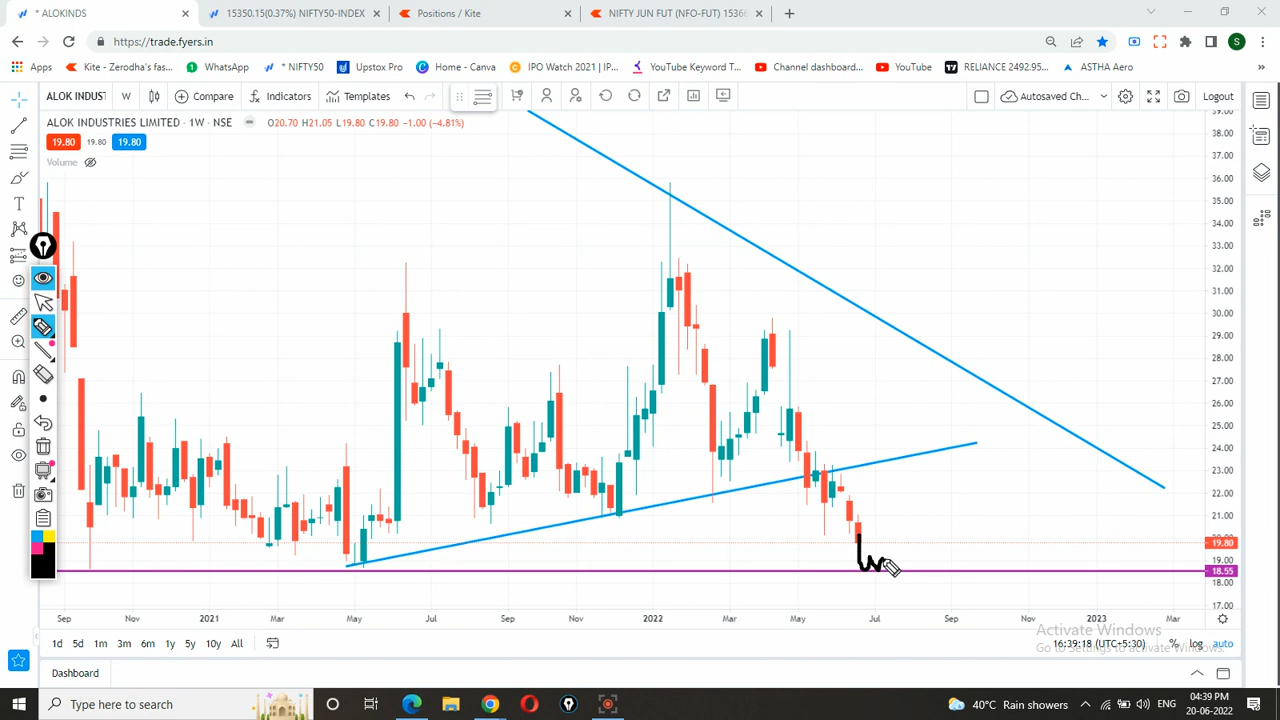 * ALOKINDS
15350.15(0.37%) NIFTY50-INDEX
Positions / Kite
NIFTY JUN FUT (NFO-FUT) 15366
https://trade.fyers.in
S
Apps
Kite - Zerodha's fas...
WhatsApp
* NIFTY50
Upstox Pro
Home - Canva
IPO Watch 2021 | IP...
YouTube Keyword T...
Channel dashboard...
YouTube
RELIANCE 2492.95...
ASTHA Aero
»
ALOK INDUST
W
Compare
Indicators
Templates
Autosaved Ch...
Logout
ALOK INDUSTRIES LIMITED · 1W · NSE
O20.70 H21.05 L19.80 C19.80 -1.00 (-4.81%)
19.80
19.80
19.80
Volume
39.00
38.00
37.00
36.00
35.00
34.00
33.00
32.00
31.00
30.00
29.00
28.00
27.00
26.00
25.00
24.00
23.00
22.00
21.00
19.80
19.00
18.55
18.00
17.00
Sep
Nov
2021
Mar
May
Jul
Sep
Nov
2022
Mar
May
Jul
Sep
Nov
2023
Mar
1d
5d
1m
3m
6m
1y
5y
10y
All
Activate Windows
Go to Settings to activate Windows.
16:39:18 (UTC+5:30)
%
log
auto
Dashboard
Type here to search
40°C Rain showers
ENG
04:39 PM
20-06-2022